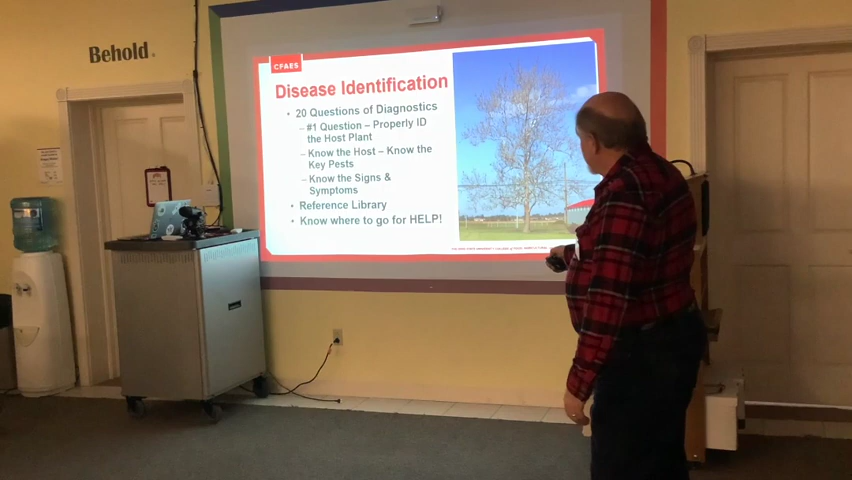 Behold.
CFAES
Disease Identification
• 20 Questions of Diagnostics
– #1 Question – Properly ID
the Host Plant
– Know the Host – Know the
Key Pests
– Know the Signs &
Symptoms
• Reference Library
• Know where to go for HELP!